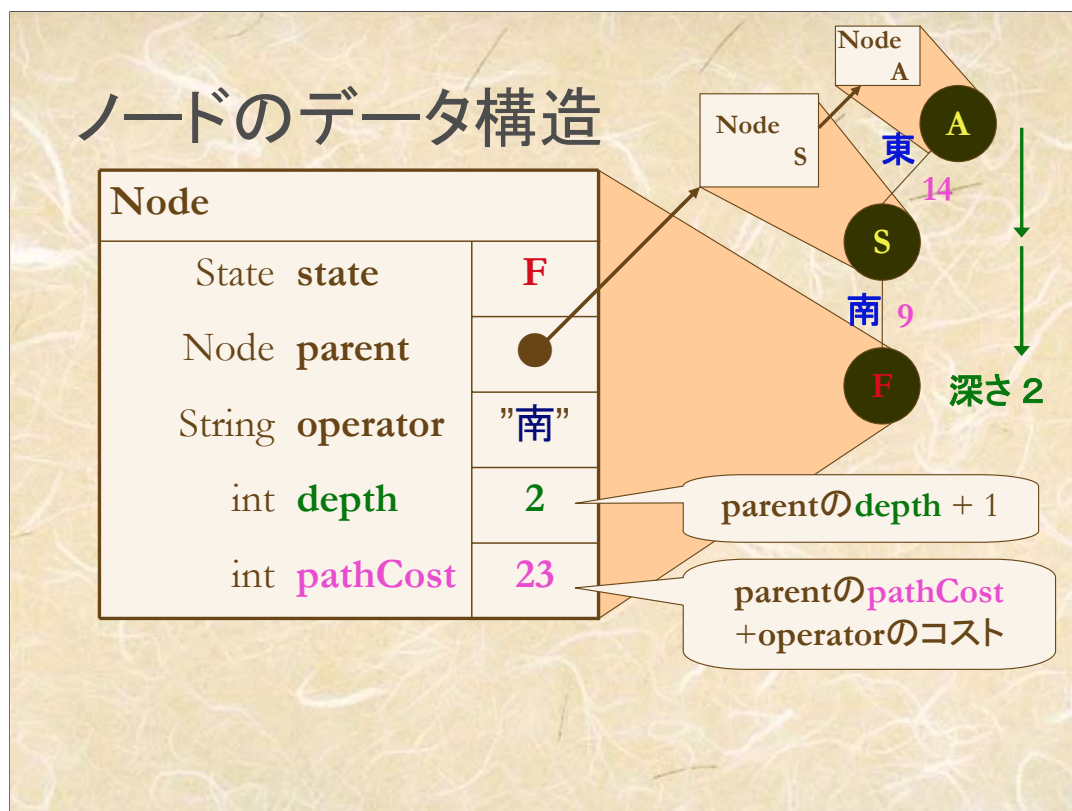 ノードのデータ構造
Node
State state F
Node parent
String operator ”南”
int depth 2
int pathCost 23
Node
A
Node
S
A
東
14
S
南 9
F
深さ 2
parentのdepth + 1
parentのpathCost
+operatorのコスト